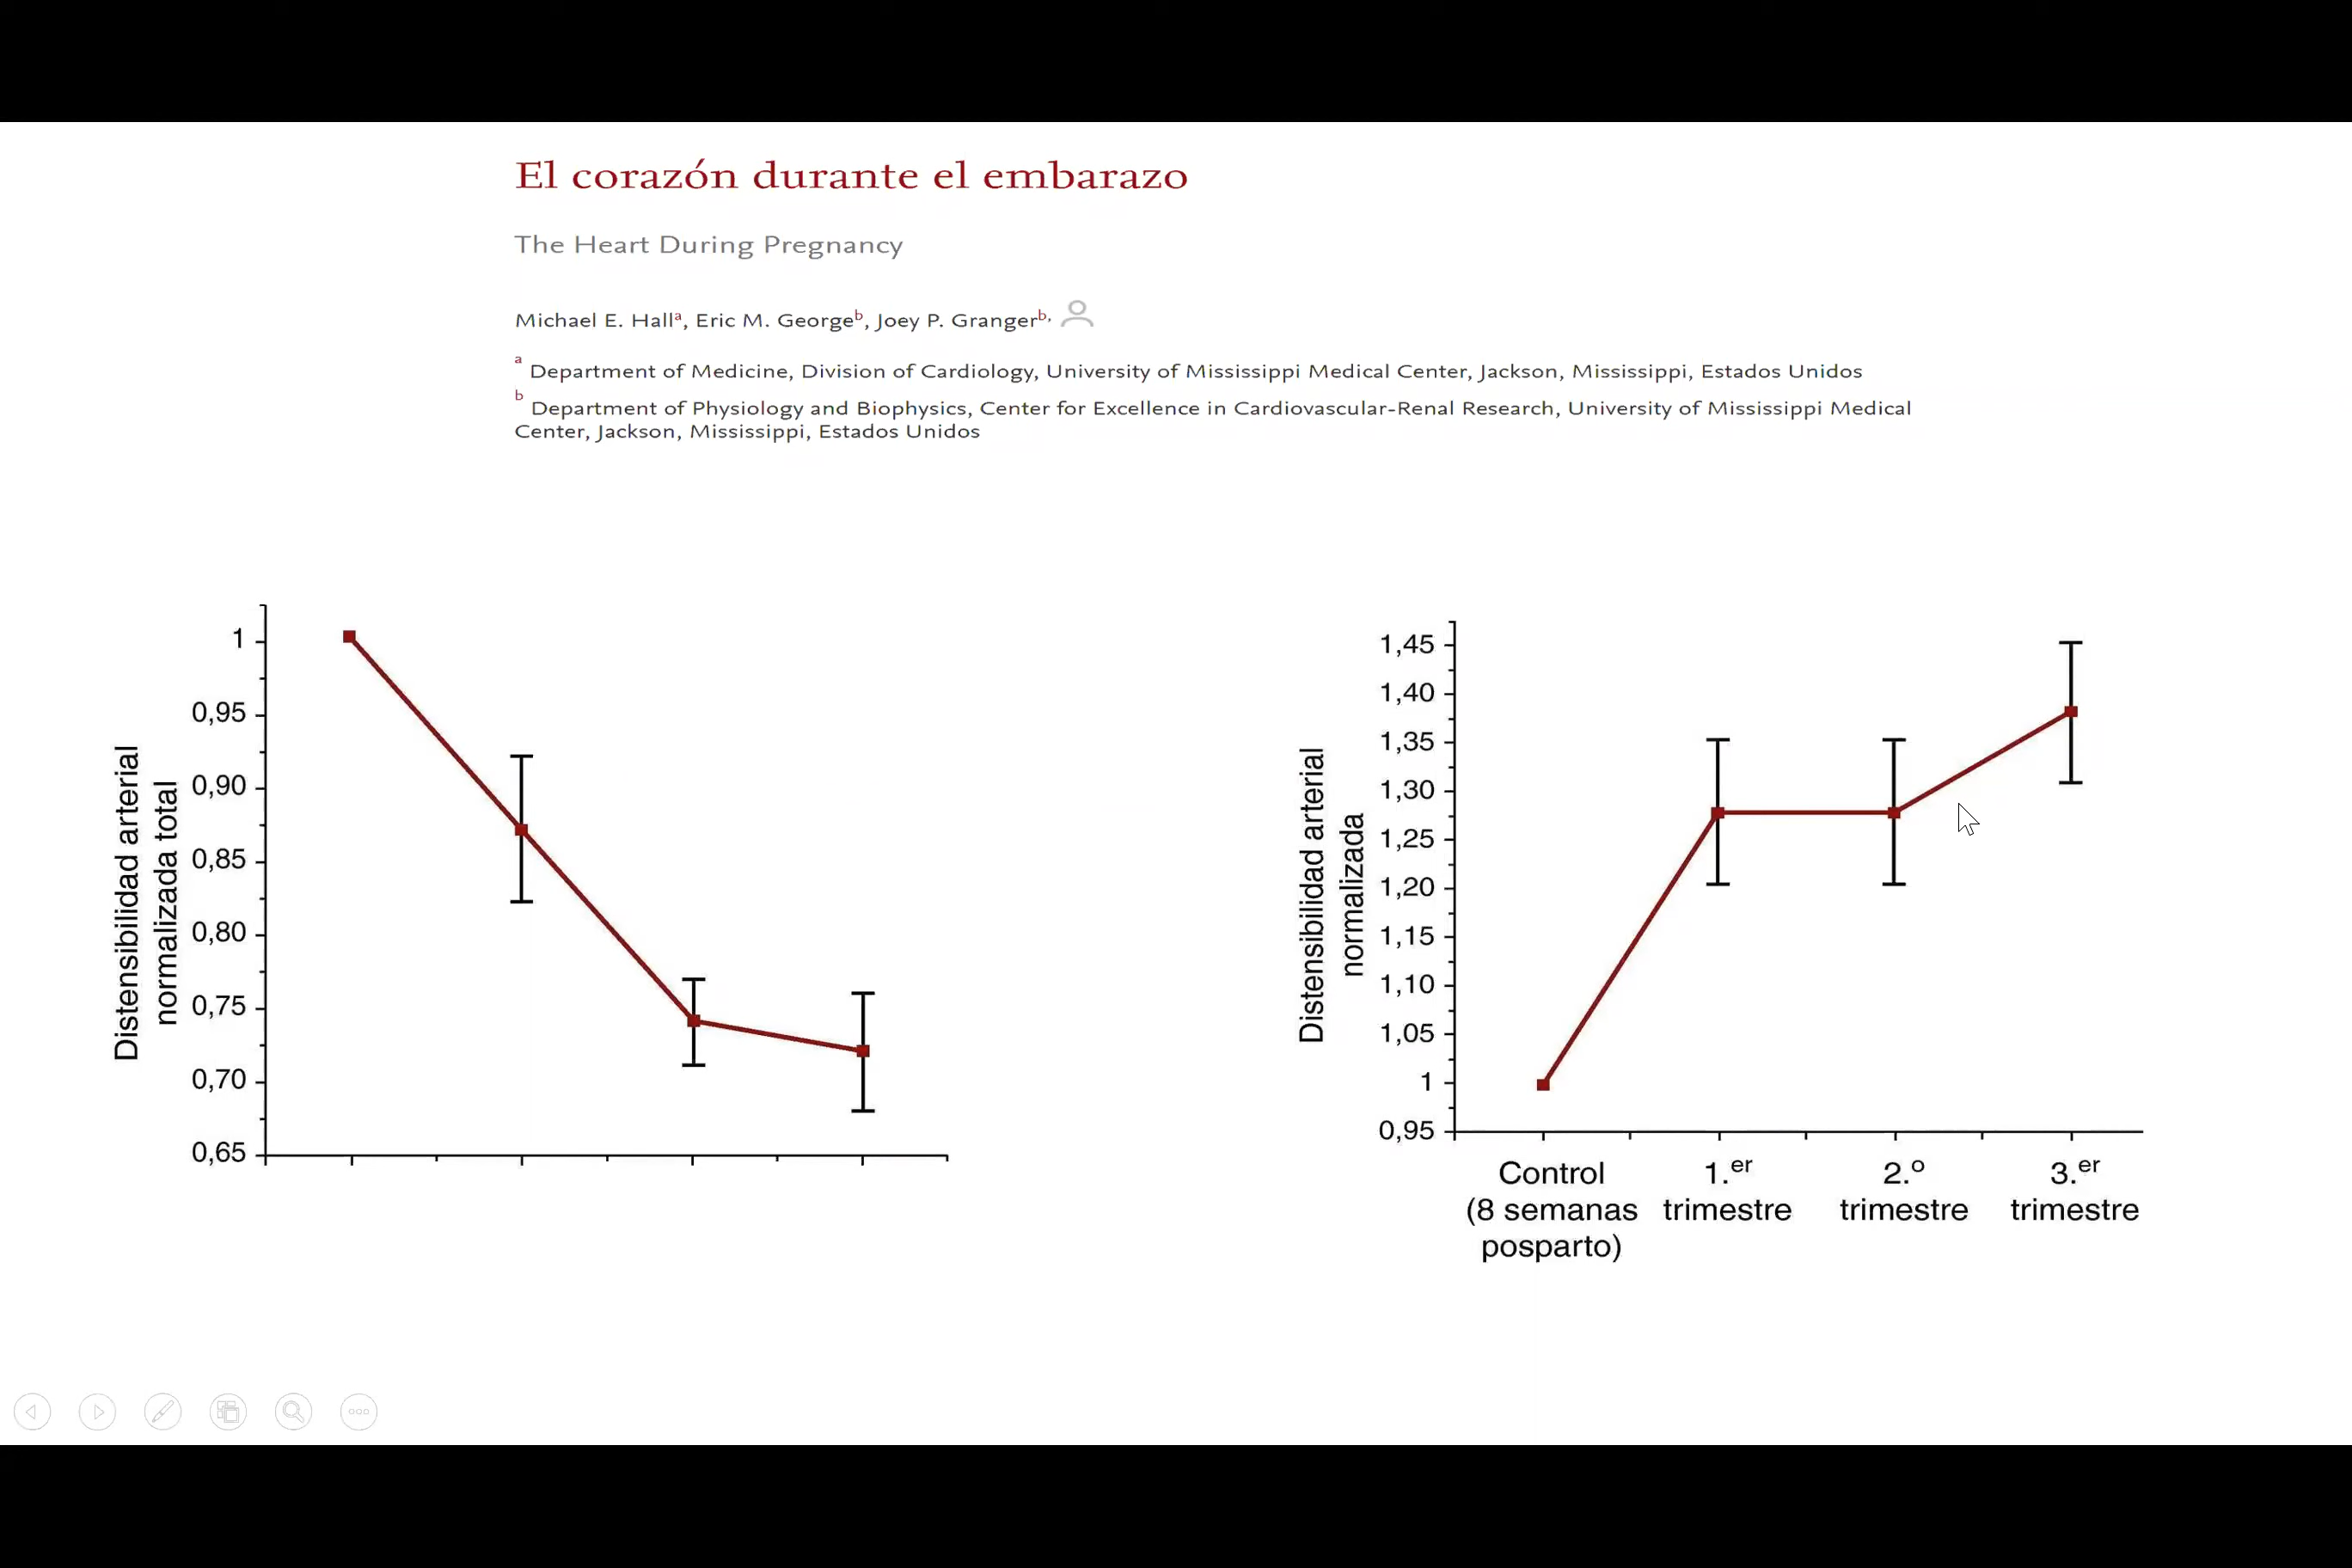 El corazón durante el embarazo
The Heart During Pregnancy
Michael E. Hallᵃ, Eric M. Georgeᵇ, Joey P. Grangerᵇ,
ᵃ Department of Medicine, Division of Cardiology, University of Mississippi Medical Center, Jackson, Mississippi, Estados Unidos
ᵇ Department of Physiology and Biophysics, Center for Excellence in Cardiovascular-Renal Research, University of Mississippi Medical
Center, Jackson, Mississippi, Estados Unidos
Distensibilidad arterial
normalizada total
1
0,95
0,90
0,85
0,80
0,75
0,70
0,65
Distensibilidad arterial
normalizada
1,45
1,40
1,35
1,30
1,25
1,20
1,15
1,10
1,05
1
0,95
Control 1.ᵉʳ 2.º 3.ᵉʳ
(8 semanas trimestre trimestre trimestre
posparto)